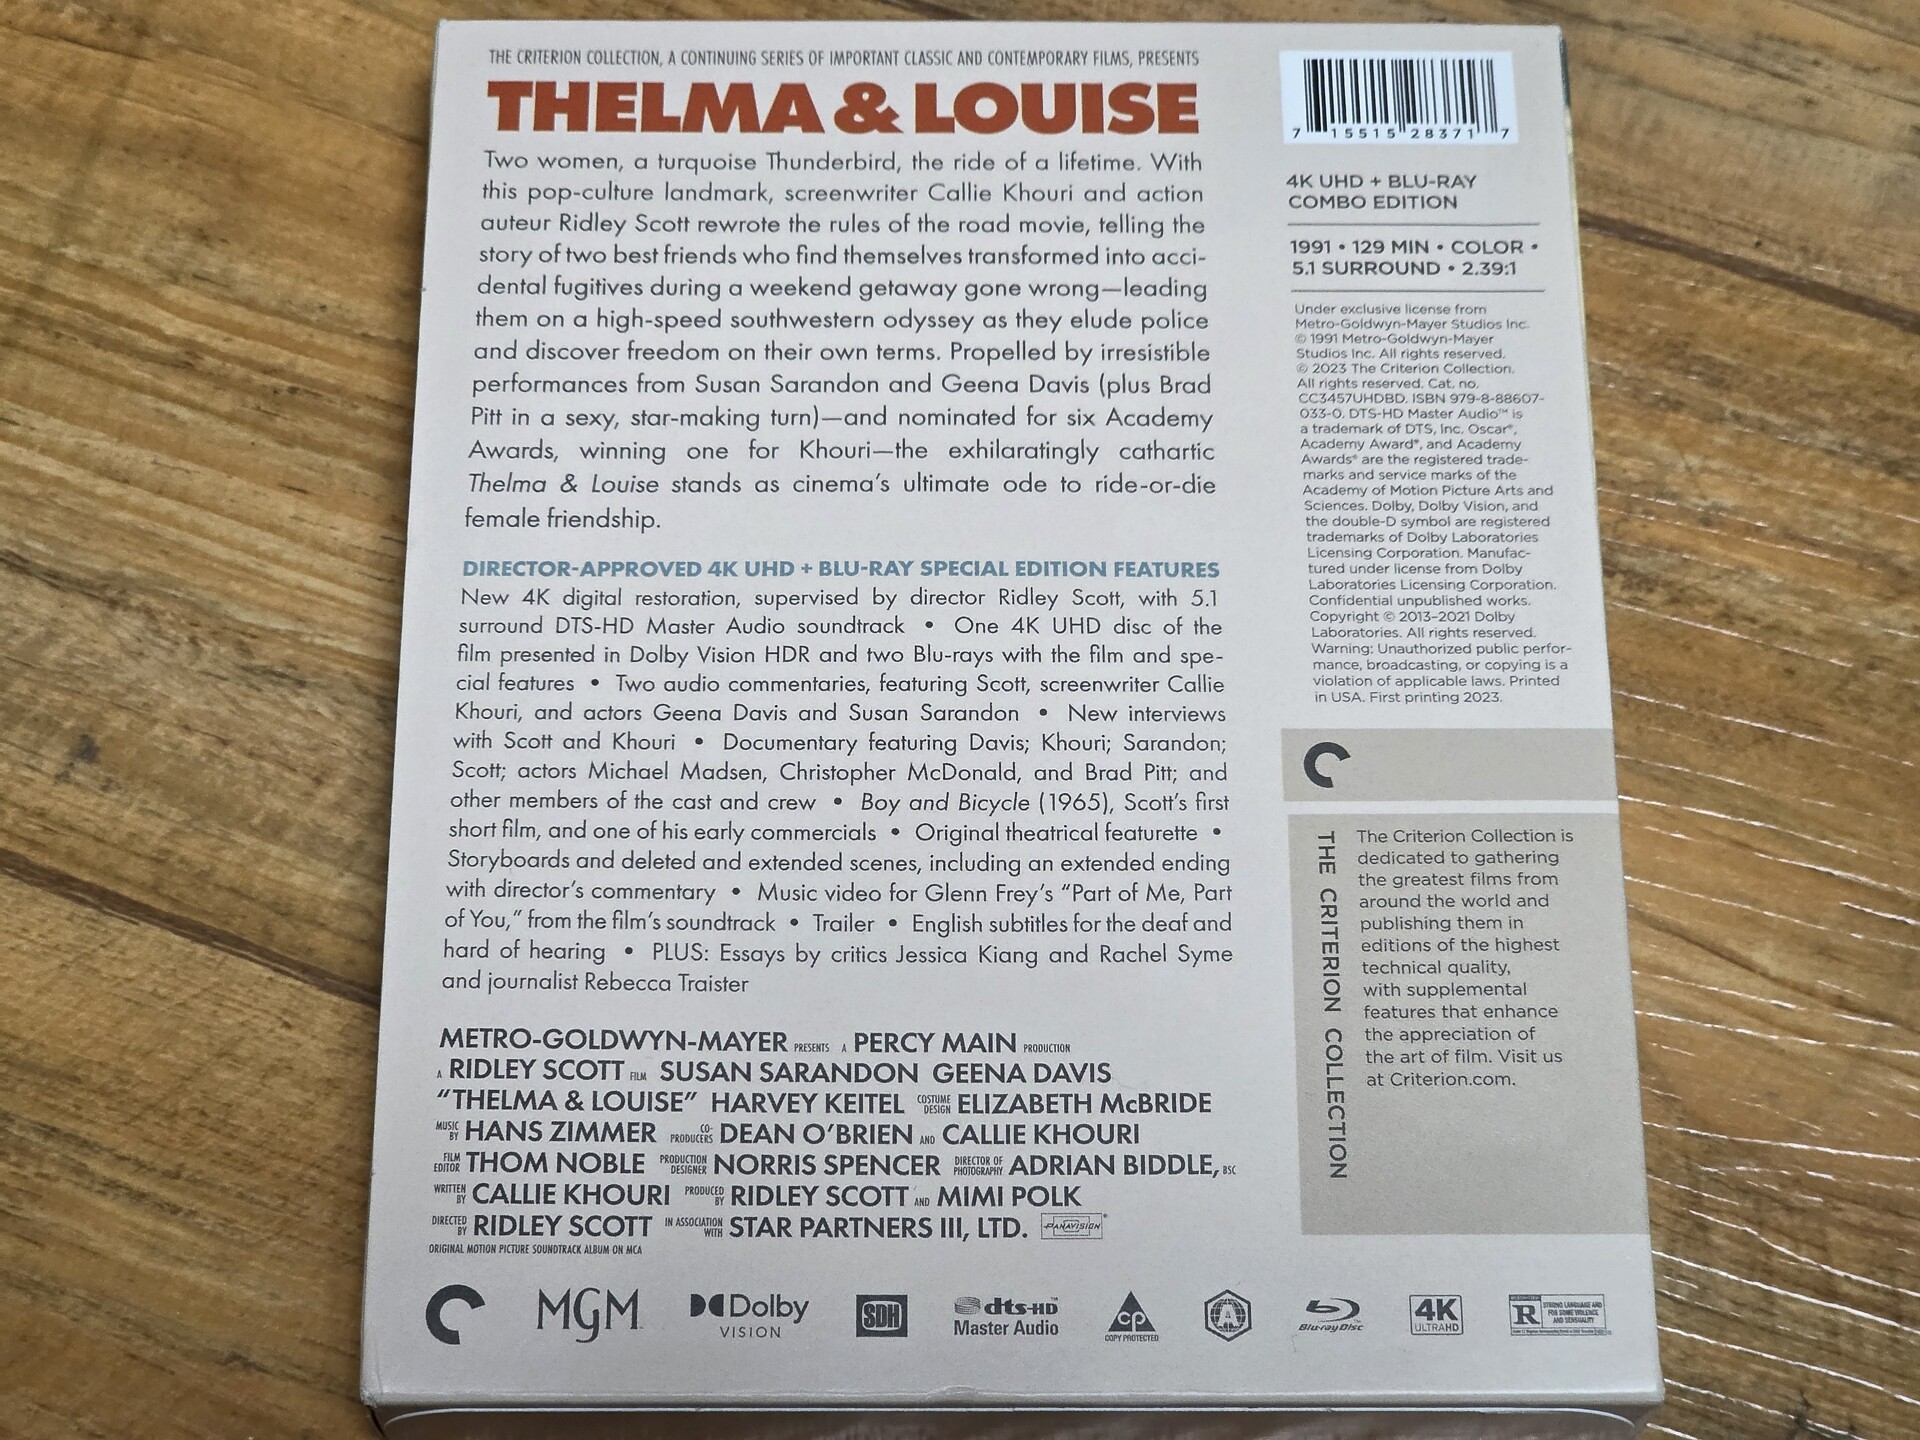 THE CRITERION COLLECTION, A CONTINUING SERIES OF IMPORTANT CLASSIC AND CONTEMPORARY FILMS, PRESENTS
THELMA & LOUISE
Two women, a turquoise Thunderbird, the ride of a lifetime. With
this pop-culture landmark, screenwriter Callie Khouri and action
auteur Ridley Scott rewrote the rules of the road movie, telling the
story of two best friends who find themselves transformed into acci-
dental fugitives during a weekend getaway gone wrong—leading
them on a high-speed southwestern odyssey as they elude police
and discover freedom on their own terms. Propelled by irresistible
performances from Susan Sarandon and Geena Davis (plus Brad
Pitt in a sexy, star-making turn)—and nominated for six Academy
Awards, winning one for Khouri—the exhilaratingly cathartic
Thelma & Louise stands as cinema's ultimate ode to ride-or-die
female friendship.
DIRECTOR-APPROVED 4K UHD + BLU-RAY SPECIAL EDITION FEATURES
New 4K digital restoration, supervised by director Ridley Scott, with 5.1
surround DTS-HD Master Audio soundtrack • One 4K UHD disc of the
film presented in Dolby Vision HDR and two Blu-rays with the film and spe-
cial features • Two audio commentaries, featuring Scott, screenwriter Callie
Khouri, and actors Geena Davis and Susan Sarandon • New interviews
with Scott and Khouri • Documentary featuring Davis; Khouri; Sarandon;
Scott; actors Michael Madsen, Christopher McDonald, and Brad Pitt; and
other members of the cast and crew • Boy and Bicycle (1965), Scott's first
short film, and one of his early commercials • Original theatrical featurette •
Storyboards and deleted and extended scenes, including an extended ending
with director's commentary • Music video for Glenn Frey's "Part of Me, Part
of You," from the film's soundtrack • Trailer • English subtitles for the deaf and
hard of hearing • PLUS: Essays by critics Jessica Kiang and Rachel Syme
and journalist Rebecca Traister
METRO-GOLDWYN-MAYER PRESENTS A PERCY MAIN PRODUCTION
A RIDLEY SCOTT FILM SUSAN SARANDON GEENA DAVIS
"THELMA & LOUISE" HARVEY KEITEL COSTUME DESIGN ELIZABETH McBRIDE
MUSIC BY HANS ZIMMER CO-PRODUCERS DEAN O'BRIEN AND CALLIE KHOURI
FILM EDITOR THOM NOBLE PRODUCTION DESIGNER NORRIS SPENCER DIRECTOR OF PHOTOGRAPHY ADRIAN BIDDLE, BSC
WRITTEN BY CALLIE KHOURI PRODUCED BY RIDLEY SCOTT AND MIMI POLK
DIRECTED BY RIDLEY SCOTT IN ASSOCIATION WITH STAR PARTNERS III, LTD. PANAVISION®
ORIGINAL MOTION PICTURE SOUNDTRACK ALBUM ON MCA
7 15515 28371 7
4K UHD + BLU-RAY
COMBO EDITION
1991 • 129 MIN • COLOR •
5.1 SURROUND • 2.39:1
Under exclusive license from
Metro-Goldwyn-Mayer Studios Inc.
© 1991 Metro-Goldwyn-Mayer
Studios Inc. All rights reserved.
© 2023 The Criterion Collection.
All rights reserved. Cat. no.
CC3457UHDBD. ISBN 979-8-88607-
033-0. DTS-HD Master Audio™ is
a trademark of DTS, Inc. Oscar®,
Academy Award®, and Academy
Awards® are the registered trade-
marks and service marks of the
Academy of Motion Picture Arts and
Sciences. Dolby, Dolby Vision, and
the double-D symbol are registered
trademarks of Dolby Laboratories
Licensing Corporation. Manufac-
tured under license from Dolby
Laboratories Licensing Corporation.
Confidential unpublished works.
Copyright © 2013–2021 Dolby
Laboratories. All rights reserved.
Warning: Unauthorized public perfor-
mance, broadcasting, or copying is a
violation of applicable laws. Printed
in USA. First printing 2023.
THE CRITERION COLLECTION
The Criterion Collection is
dedicated to gathering
the greatest films from
around the world and
publishing them in
editions of the highest
technical quality,
with supplemental
features that enhance
the appreciation of
the art of film. Visit us
at Criterion.com.
MGM
Dolby
VISION
SDH
dts-HD™
Master Audio
CP
COPY PROTECTED
A
Blu-ray Disc
4K
ULTRA HD
R
STRONG LANGUAGE AND
FOR SOME VIOLENCE
AND SENSUALITY